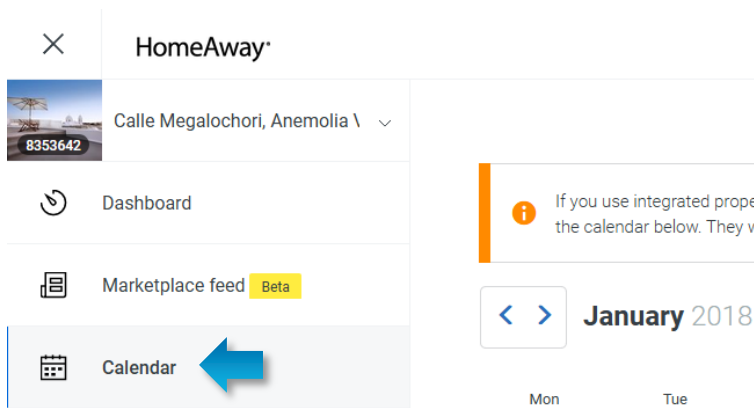 HomeAway
8353642
Calle Megalochori, Anemolia
Dashboard
Marketplace feed Beta
Calendar
If you use integrated
the calendar below. They
January 2018
Mon Tue